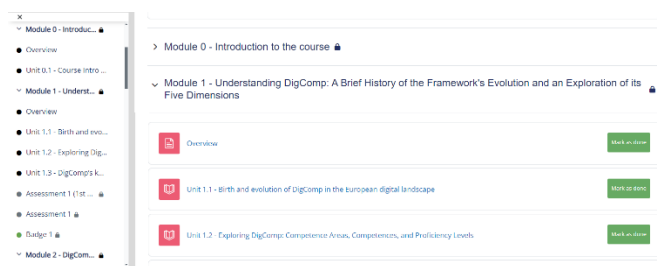 ×
Module 0 - Introduc...
Overview
Unit 0.1 - Course Intro ...
Module 1 - Underst...
Overview
Unit 1.1 - Birth and evo...
Unit 1.2 - Exploring Dig...
Unit 1.3 - DigComp's k...
Assessment 1 (1st ...
Assessment 1
Badge 1
Module 2 - DigCom...
Module 0 - Introduction to the course
Module 1 - Understanding DigComp: A Brief History of the Framework's Evolution and an Exploration of its
Five Dimensions
Overview
Mark as done
Unit 1.1 - Birth and evolution of DigComp in the European digital landscape
Mark as done
Unit 1.2 - Exploring DigComp: Competence Areas, Competences, and Proficiency Levels
Mark as done